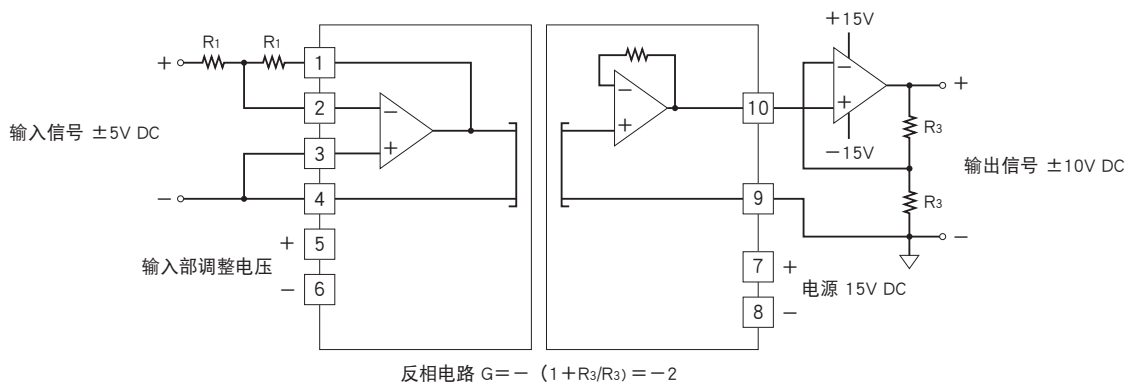 +15V
R1 R1
+ 1
2
输入信号 ±5V DC
3
- 4
+ 5
输入部调整电压
- 6
- +
- +
10
9
7 +
电源 15V DC
8 -
- +
-15V
+
R3
输出信号 ±10V DC
R3
-
反相电路 G=-(1+R3/R3)=-2